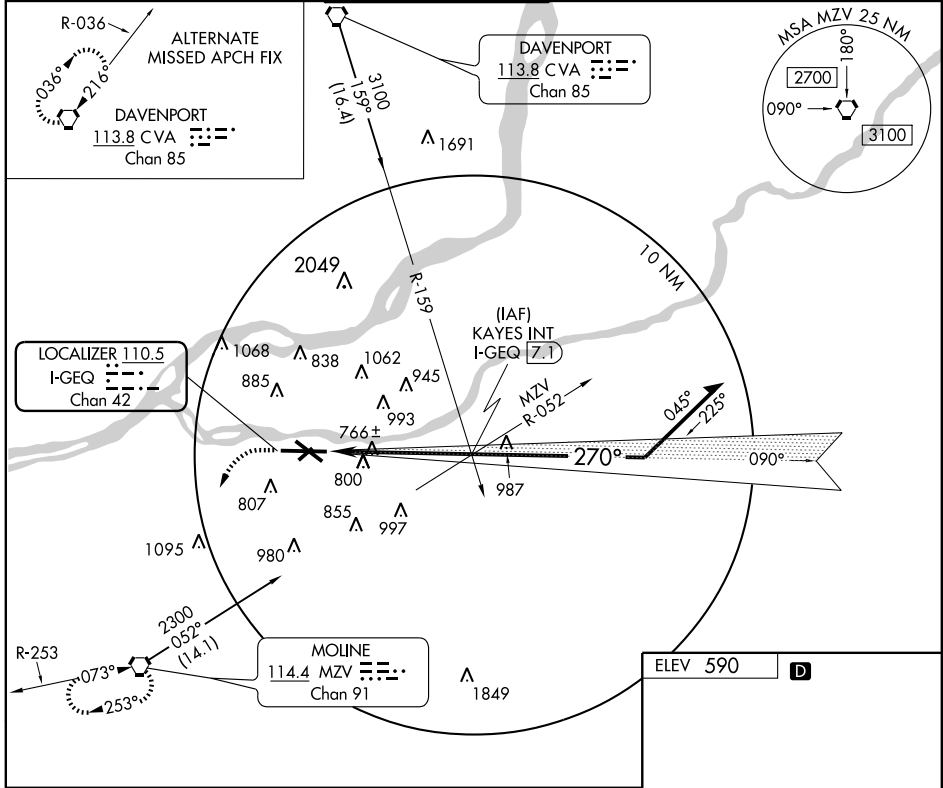 R-036
ALTERNATE
MISSED APCH FIX
036°
216°
DAVENPORT
113.8 CVA
Chan 85
DAVENPORT
113.8 CVA
Chan 85
3100
159°
(16.4)
MSA MZV 25 NM
180°
2700
090°
3100
1691
10 NM
2049
R-159
(IAF)
KAYES INT
I-GEQ 7.1
LOCALIZER 110.5
I-GEQ
Chan 42
1068
838
1062
885
945
993
MZV
R-052
766±
045°
225°
270°
090°
800
987
807
855
997
1095
980
2300
052°
(14.1)
R-253
073°
253°
MOLINE
114.4 MZV
Chan 91
1849
ELEV 590
D